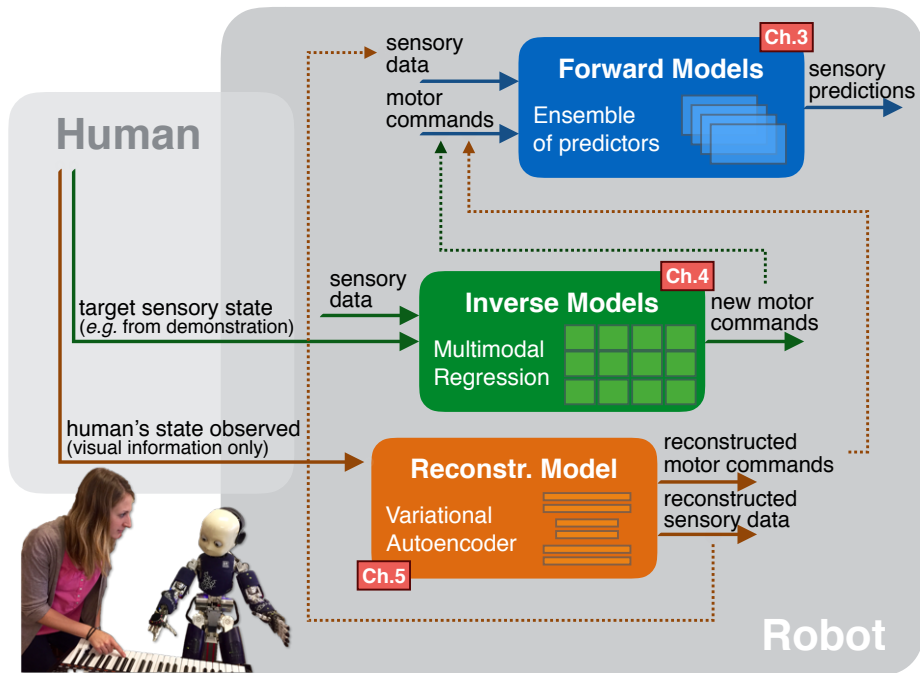 Human
sensory
data
motor
commands
Ch.3
Forward Models
Ensemble
of predictors
sensory
predictions
target sensory state
(e.g. from demonstration)
sensory
data
Ch.4
Inverse Models
Multimodal
Regression
new motor
commands
human's state observed
(visual information only)
Reconstr. Model
Variational
Autoencoder
Ch.5
reconstructed
motor commands
reconstructed
sensory data
Robot